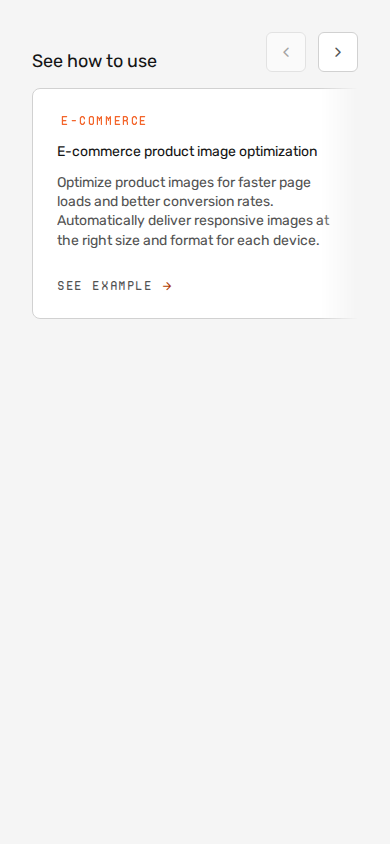 See how to use
E-COMMERCE
E-commerce product image optimization
Optimize product images for faster page
loads and better conversion rates.
Automatically deliver responsive images at
the right size and format for each device.
SEE EXAMPLE →